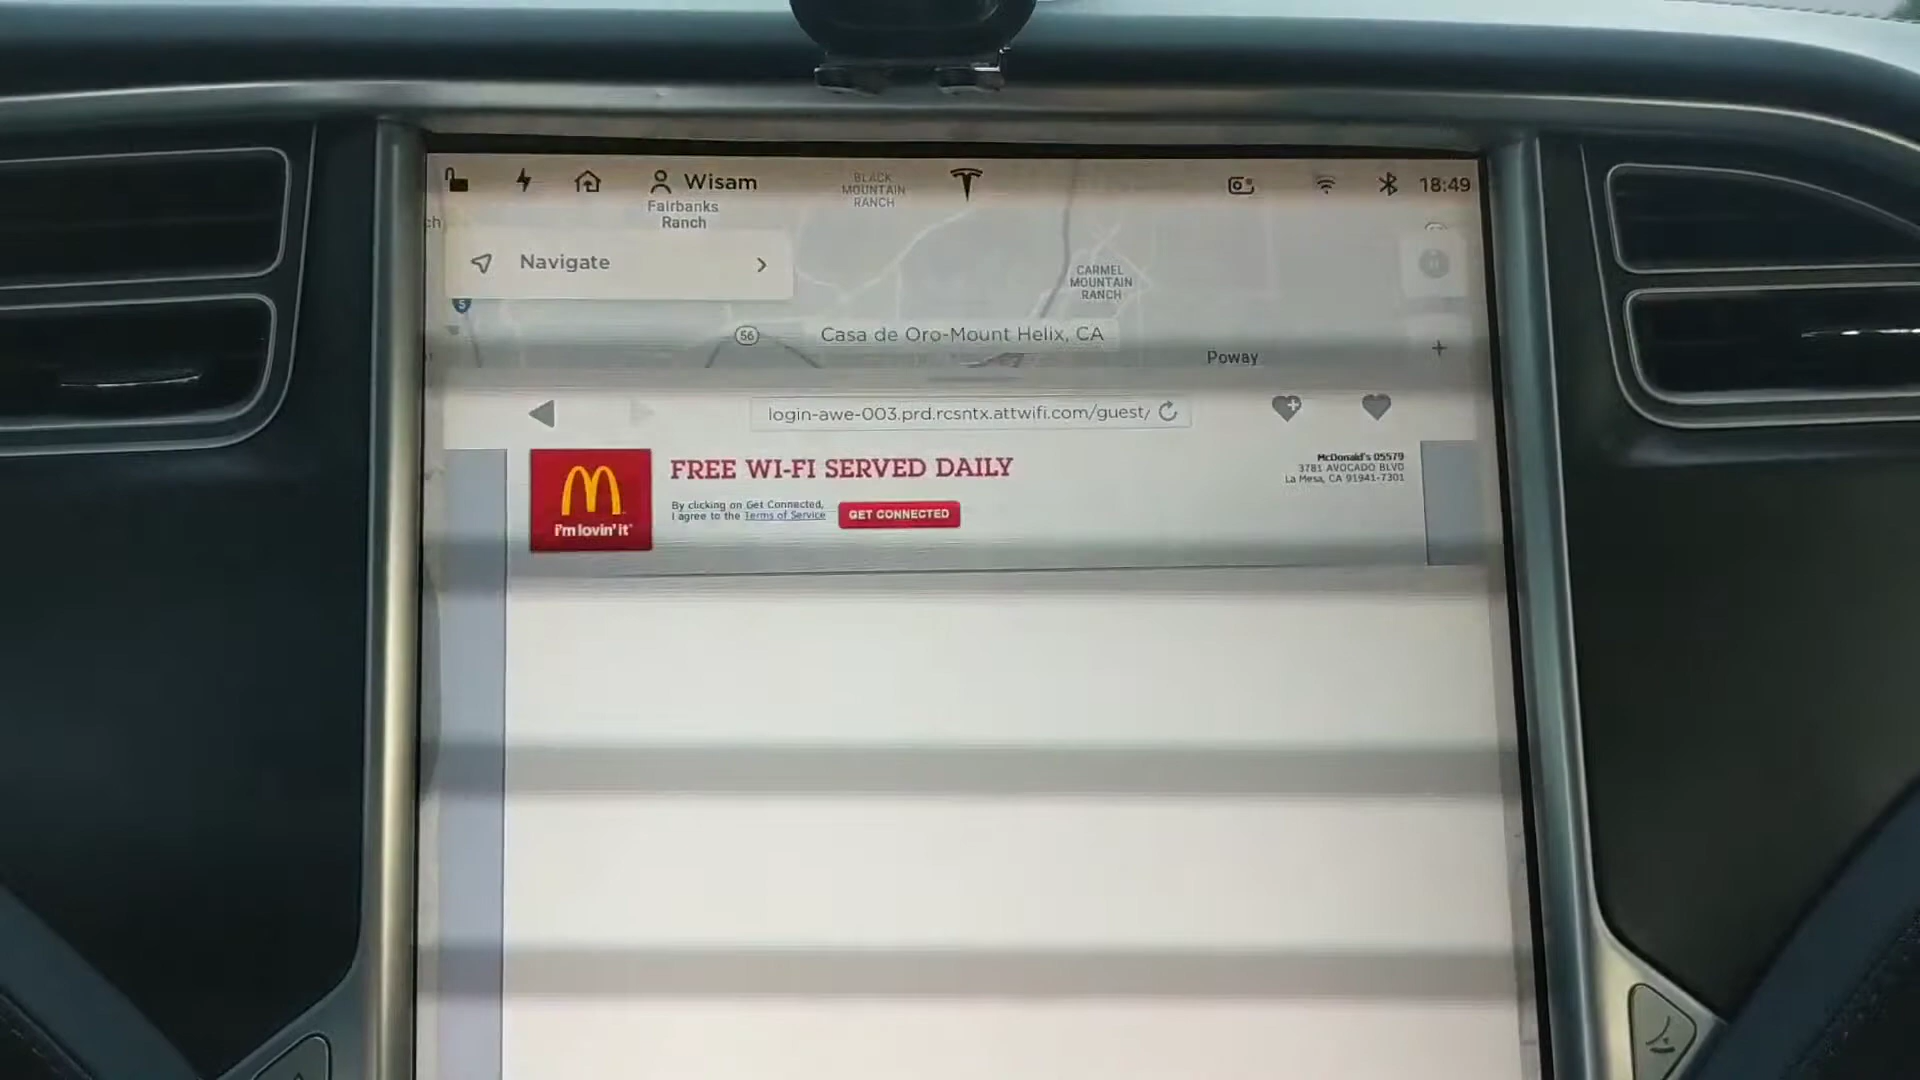 Wisam
18:49
BLACK
MOUNTAIN
RANCH
Fairbanks
Ranch
ch
Navigate
CARMEL
MOUNTAIN
RANCH
5
56
Casa de Oro-Mount Helix, CA
Poway
login-awe-003.prd.rcsntx.attwifi.com/guest/
i'm lovin' it
FREE WI-FI SERVED DAILY
By clicking on Get Connected,
I agree to the Terms of Service
GET CONNECTED
McDonald's 05579
3781 AVOCADO BLVD
La Mesa, CA 91941-7301